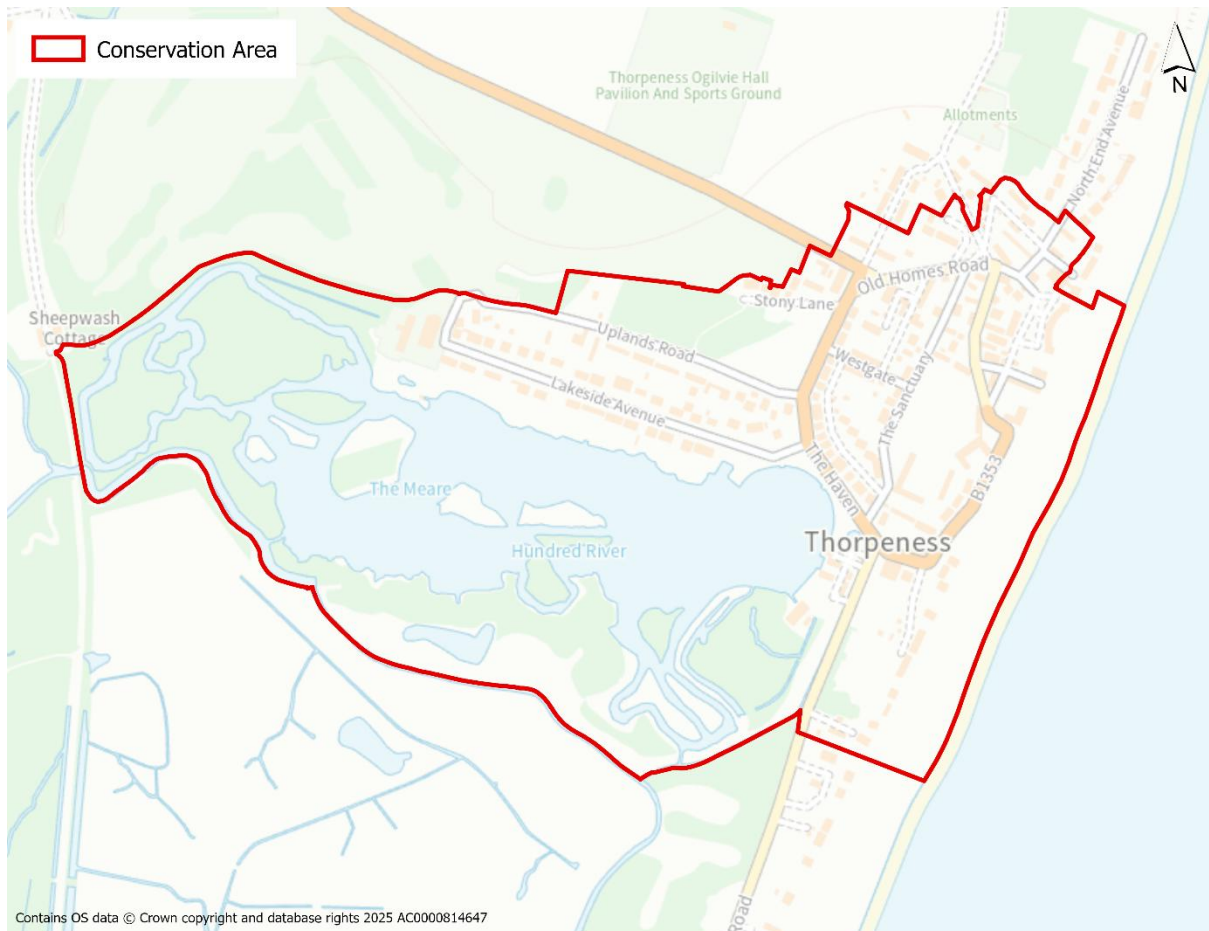 Conservation Area
N
Thorpeness Ogilvie Hall
Pavilion And Sports Ground
Allotments
North End Avenue
Old Homes Road
Stony Lane
Sheepwash
Cottage
Uplands Road
Westgate
Lakeside Avenue
The Sanctuary
The Haven
B1353
The Meare
Hundred River
Thorpeness
Road
Contains OS data © Crown copyright and database rights 2025 AC0000814647